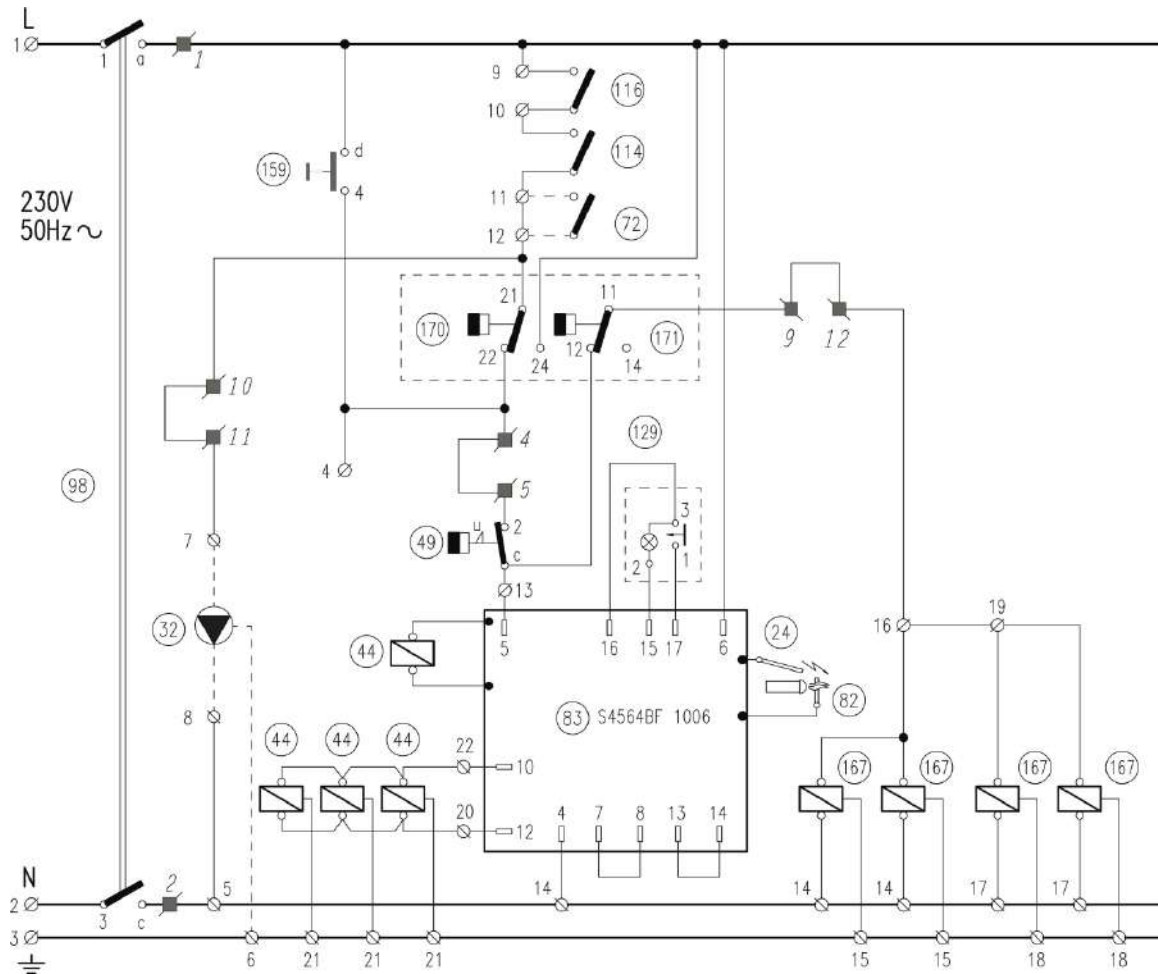 L
1 1 a 1
9
116
10
114
159 d
4
230V
50Hz ~
11
72
12
21 11
170 171
22 24 12 14
9 12
10
11
4
129
4
5
98
7
49 u 2
c
13
3
1
2
32
44
5 16 15 17 6
24
16 19
82
8
83 S4564BF 1006
44 44 44
22 10
20 12
4 7 8 13 14
167 167 167 167
N
2 3 c 2 5
14 14 14 17 17
3
6 21 21 21 15 15 18 18